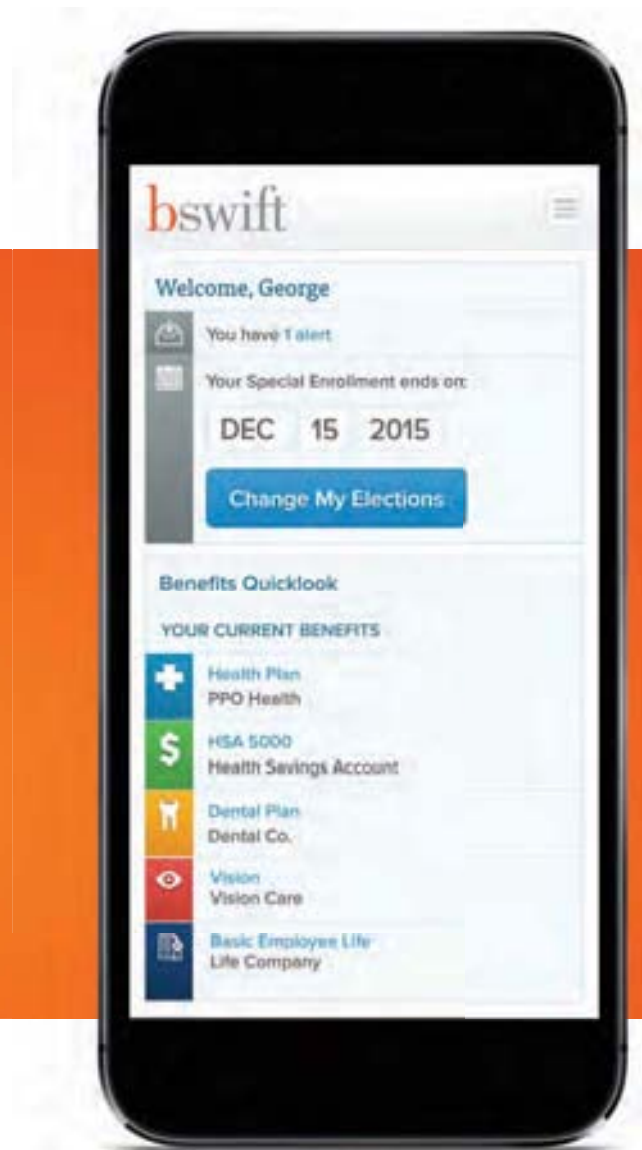 bswift
Welcome, George
You have 1 alert
Your Special Enrollment ends on:
DEC 15 2015
Change My Elections
Benefits Quicklook
YOUR CURRENT BENEFITS
Health Plan
PPO Health
HSA 5000
Health Savings Account
Dental Plan
Dental Co.
Vision
Vision Care
Basic Employee Life
Life Company